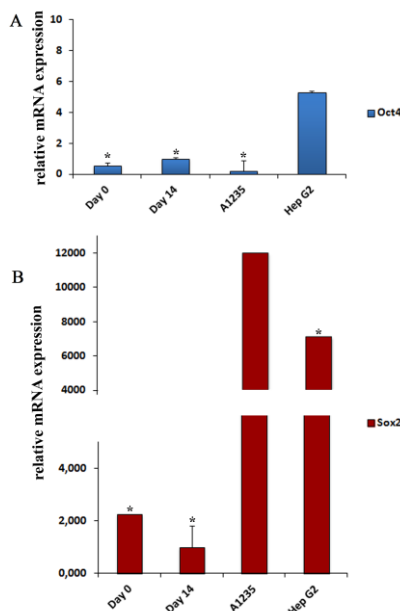 A
relative mRNA expression
10
8
6
4
2
0
*
*
*
Day 0
Day 14
A1235
Hep G2
Oct4
B
relative mRNA expression
12000
10000
8000
6000
4000
4,000
2,000
0,000
*
*
*
Day 0
Day 14
A1235
Hep G2
Sox2